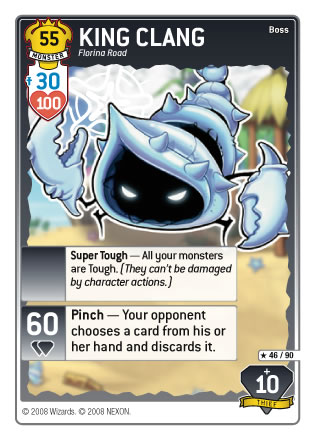 55
MONSTER
KING CLANG
Florina Road
Boss
+30
100
Super Tough — All your monsters
are Tough. (They can't be damaged
by character actions.)
60
Pinch — Your opponent
chooses a card from his or
her hand and discards it.
★ 46 / 90
+
10
THIEF
© 2008 Wizards. © 2008 NEXON.